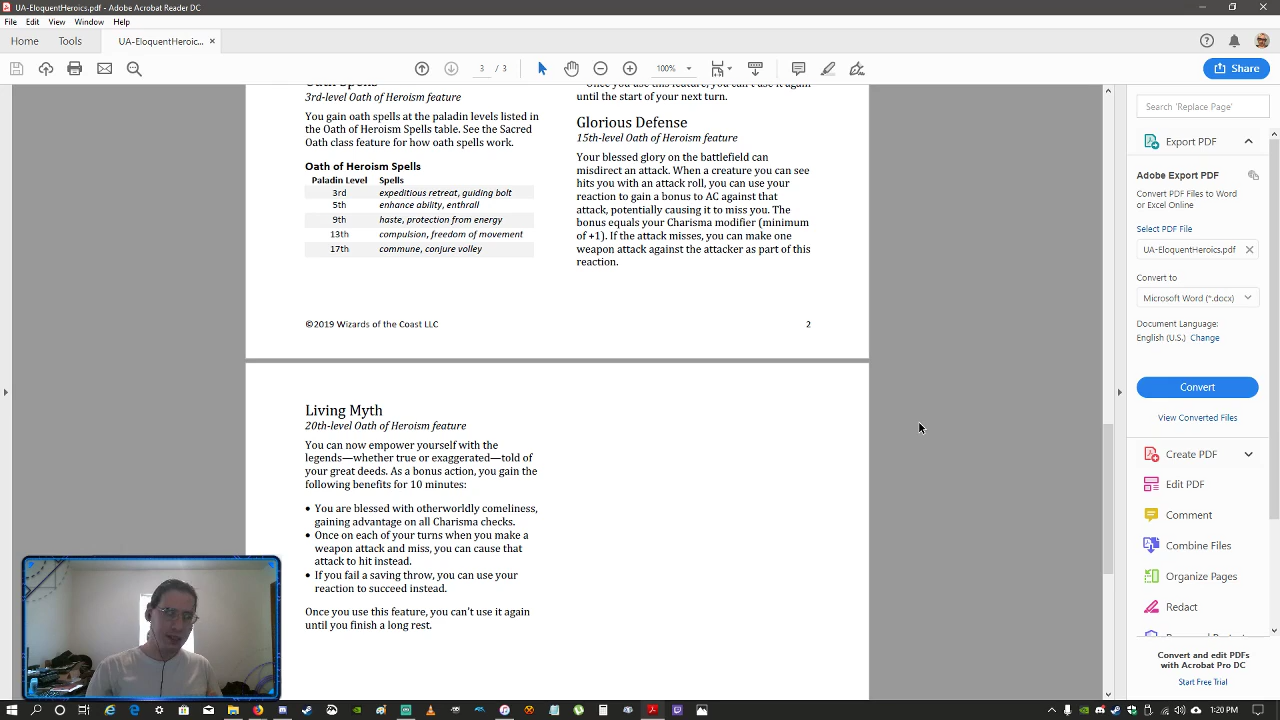 UA-EloquentHeroics.pdf - Adobe Acrobat Reader DC
File Edit View Window Help
Home Tools UA-EloquentHeroic... ×
3 / 3 100% Share
3rd-level Oath of Heroism feature
You gain oath spells at the paladin levels listed
in the Oath of Heroism Spells table. See the Sacred
Oath class feature for how oath spells work.
Oath of Heroism Spells
Paladin Level Spells
3rd expeditious retreat, guiding bolt
5th enhance ability, enthrall
9th haste, protection from energy
13th compulsion, freedom of movement
17th commune, conjure volley
©2019 Wizards of the Coast LLC
Once you use this feature, you can't use it again
until the start of your next turn.
Glorious Defense
15th-level Oath of Heroism feature
Your blessed glory on the battlefield can
misdirect an attack. When a creature you can see
hits you with an attack roll, you can use your
reaction to gain a bonus to AC against that
attack, potentially causing it to miss you. The
bonus equals your Charisma modifier (minimum
of +1). If the attack misses, you can make one
weapon attack against the attacker as part of this
reaction.
2
Living Myth
20th-level Oath of Heroism feature
You can now empower yourself with the
legends—whether true or exaggerated—told of
your great deeds. As a bonus action, you gain the
following benefits for 10 minutes:
• You are blessed with otherworldly comeliness,
gaining advantage on all Charisma checks.
• Once on each of your turns when you make a
weapon attack and miss, you can cause that
attack to hit instead.
• If you fail a saving throw, you can use your
reaction to succeed instead.
Once you use this feature, you can't use it again
until you finish a long rest.
Search 'Replace Page'
Export PDF
Adobe Export PDF
Convert PDF Files to Word
or Excel Online
Select PDF File
UA-EloquentHeroics.pdf
Convert to
Microsoft Word (*.docx)
Document Language:
English (U.S.) Change
Convert
View Converted Files
Create PDF
Edit PDF
Comment
Combine Files
Organize Pages
Redact
Convert and edit PDFs
with Acrobat Pro DC
Start Free Trial
1:20 PM